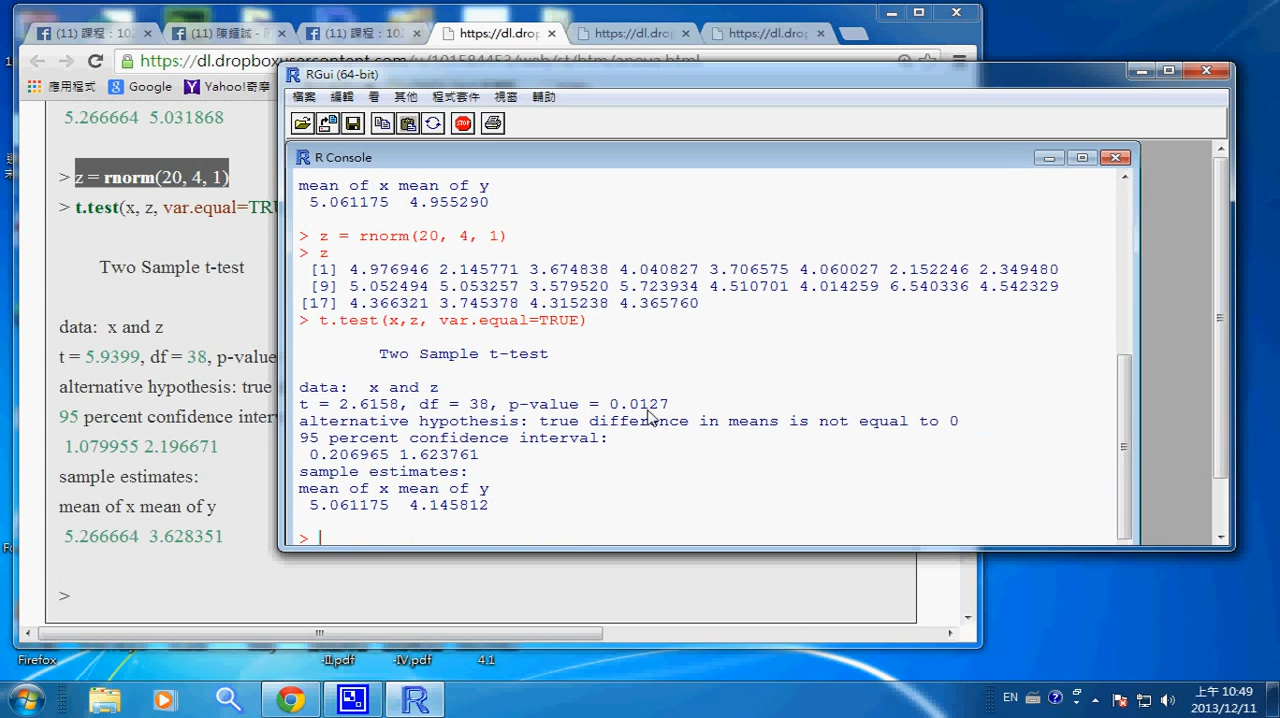 (11) 課程：10
(11) 陳鍾誠 -
(11) 課程：10
https://dl.drop
https://dl.drop
https://dl.drop
應用程式
Google
Yahoo!奇摩
5.266664 5.031868
> z = rnorm(20, 4, 1)
> t.test(x, z, var.equal=TRU
Two Sample t-test
data: x and z
t = 5.9399, df = 38, p-value
alternative hypothesis: true
95 percent confidence interv
1.079955 2.196671
sample estimates:
mean of x mean of y
5.266664 3.628351
>
RGui (64-bit)
檔案 編輯 看 其他 程式套件 視窗 輔助
STOP
R Console
mean of x mean of y
5.061175 4.955290
> z = rnorm(20, 4, 1)
> z
[1] 4.976946 2.145771 3.674838 4.040827 3.706575 4.060027 2.152246 2.349480
[9] 5.052494 5.053257 3.579520 5.723934 4.510701 4.014259 6.540336 4.542329
[17] 4.366321 3.745378 4.315238 4.365760
> t.test(x,z, var.equal=TRUE)
Two Sample t-test
data: x and z
t = 2.6158, df = 38, p-value = 0.0127
alternative hypothesis: true difference in means is not equal to 0
95 percent confidence interval:
0.206965 1.623761
sample estimates:
mean of x mean of y
5.061175 4.145812
>
Firefox
-II.pdf
-IV.pdf
4.1
EN
上午 10:49
2013/12/11